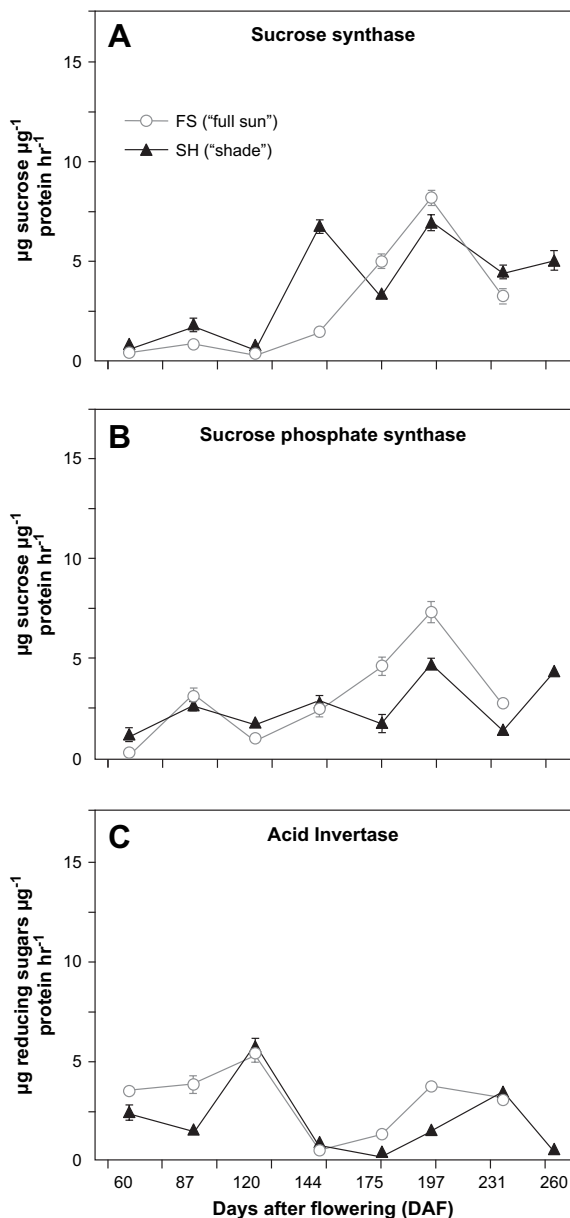 A
Sucrose synthase
15
10
5
0
FS (“full sun”)
SH (“shade”)
µg sucrose µg-1
protein hr-1
B
Sucrose phosphate synthase
15
10
5
0
µg sucrose µg-1
protein hr-1
C
Acid Invertase
15
10
5
0
µg reducing sugars µg-1
protein hr-1
60 87 120 144 175 197 231 260
Days after flowering (DAF)